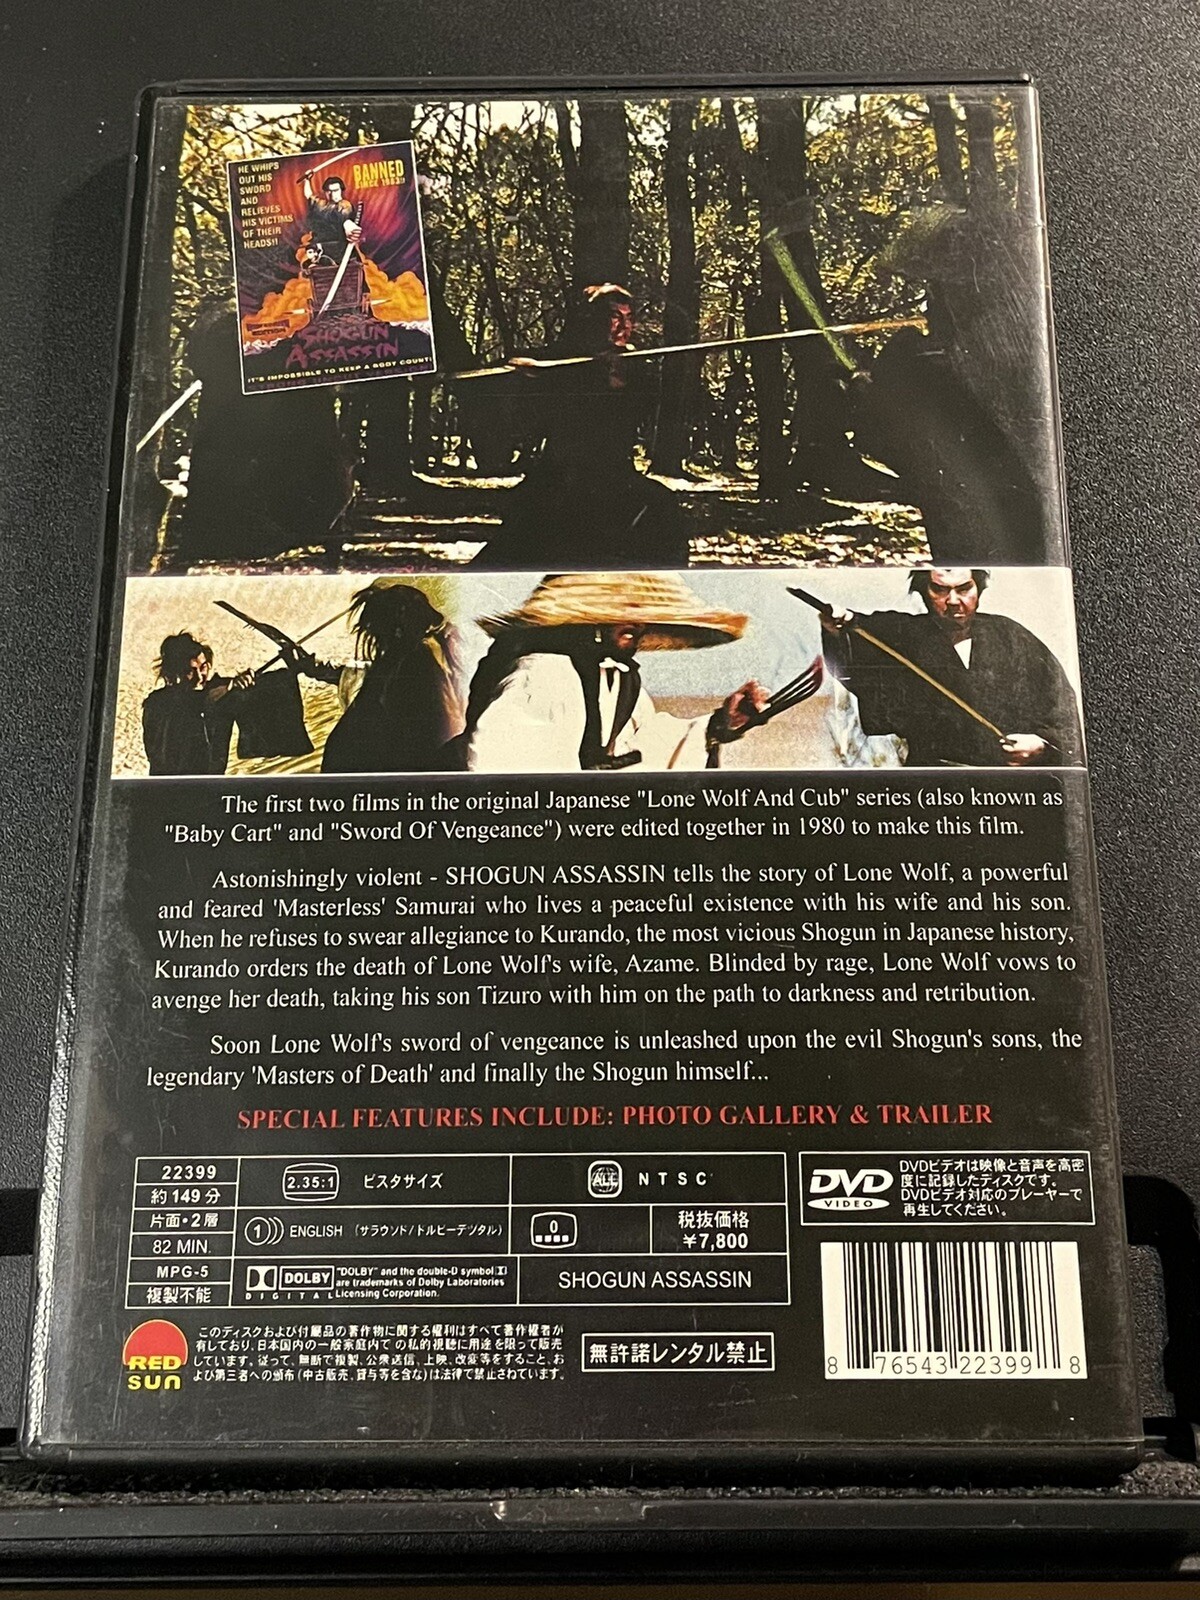 HE WHIPS
OUT HIS
SWORD
AND
RELIEVES
HIS VICTIMS
OF THEIR
HEADS!!
BANNED
SHOGUN
ASSASSIN
IT'S IMPOSSIBLE TO KEEP A BODY COUNT!
The first two films in the original Japanese "Lone Wolf And Cub" series (also known as
"Baby Cart" and "Sword Of Vengeance") were edited together in 1980 to make this film.
Astonishingly violent - SHOGUN ASSASSIN tells the story of Lone Wolf, a powerful
and feared 'Masterless' Samurai who lives a peaceful existence with his wife and his son.
When he refuses to swear allegiance to Kurando, the most vicious Shogun in Japanese history,
Kurando orders the death of Lone Wolf's wife, Azame. Blinded by rage, Lone Wolf vows to
avenge her death, taking his son Tizuro with him on the path to darkness and retribution.
Soon Lone Wolf's sword of vengeance is unleashed upon the evil Shogun's sons, the
legendary 'Masters of Death' and finally the Shogun himself...
SPECIAL FEATURES INCLUDE: PHOTO GALLERY & TRAILER
22399
約149分
片面・2層
82 MIN.
MPG-5
複製不能
2.35:1 ビスタサイズ
1 ENGLISH (サラウンド/ドルビーデジタル)
DOLBY
DIGITAL
"DOLBY" and the double-D symbol
are trademarks of Dolby Laboratories
Licensing Corporation.
ALL NTSC
0
税抜価格
¥7,800
SHOGUN ASSASSIN
DVD
VIDEO
DVDビデオは映像と音声を高密
度に記録したディスクです。
DVDビデオ対応のプレーヤーで
再生してください。
RED
SUN
このディスクおよび付属品の著作物に関する権利はすべて著作権者が
有しており、日本国内の一般家庭内での私的視聴に用途を限って販売
しています。従って、無断で複製、公衆送信、上映、改変等をすること、お
よび第三者への頒布(中古販売、貸与等を含な)は法律で禁止されています。
無許諾レンタル禁止
8 76543 22399 8